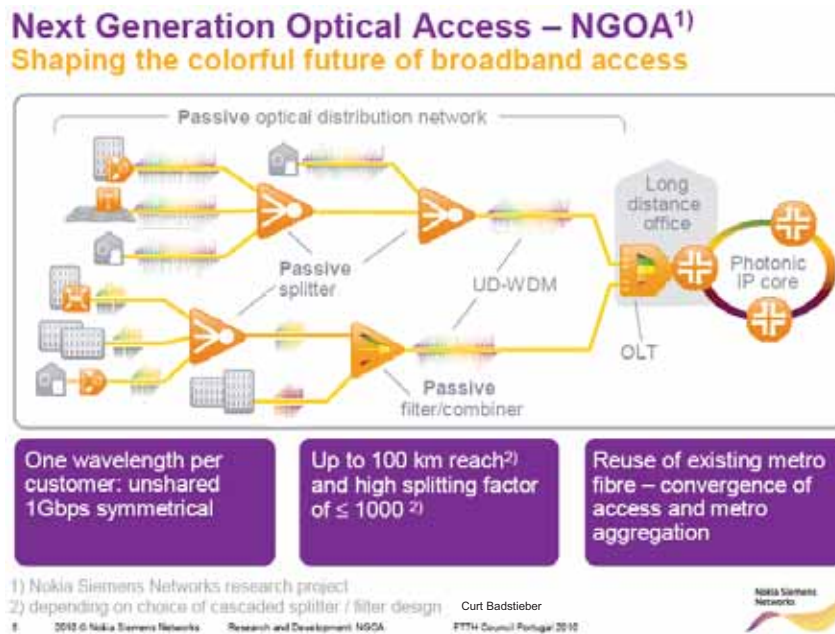 Next Generation Optical Access – NGOA1)
Shaping the colorful future of broadband access
Passive optical distribution network
Long
distance
office
Passive
splitter
UD-WDM
Photonic
IP core
OLT
Passive
filter/combiner
One wavelength per
customer: unshared
1Gbps symmetrical
Up to 100 km reach2)
and high splitting factor
of ≤ 1000 2)
Reuse of existing metro
fibre – convergence of
access and metro
aggregation
1) Nokia Siemens Networks research project
2) depending on choice of cascaded splitter / filter design
Curt Badstieber
2010 © Nokia Siemens Networks
Research and Development NGOA
FTTH Council Portugal 2010
Nokia Siemens
Networks